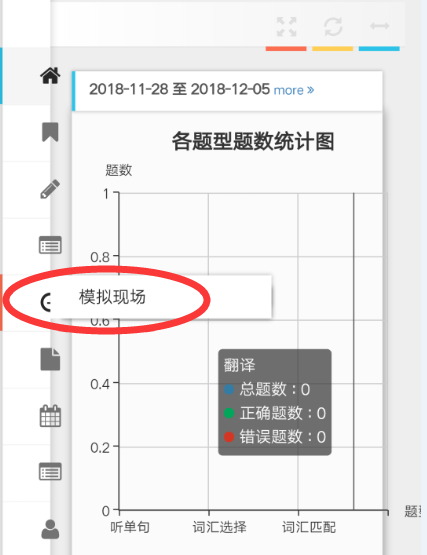 2018-11-28 至 2018-12-05 more »
各题型题数统计图
题数
1
0.8
模拟现场
0.6
0.4
翻译
总题数：0
正确题数：0
错误题数：0
0.2
0
听单句 词汇选择 词汇匹配